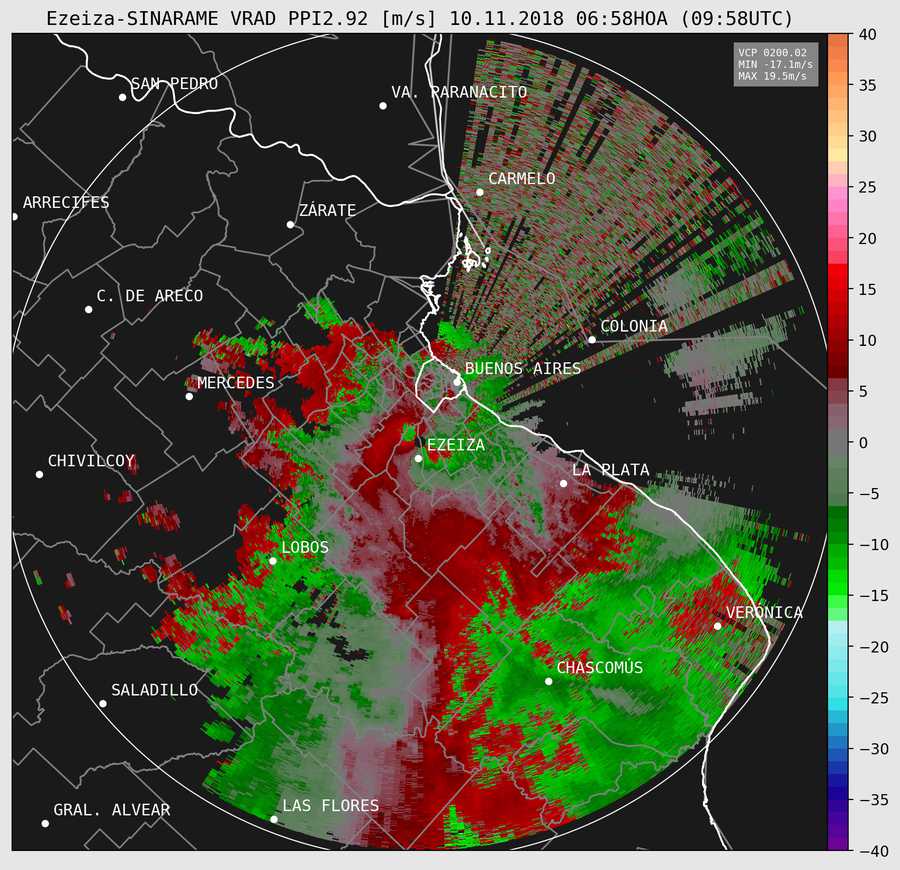 Ezeiza-SINARAME VRAD PPI2.92 [m/s] 10.11.2018 06:58HOA (09:58UTC)
VCP 0200.02
MIN -17.1m/s
MAX 19.5m/s
SAN PEDRO
VA. PARANACITO
CARMELO
ARRECIFES
ZÁRATE
C. DE ARECO
COLONIA
BUENOS AIRES
MERCEDES
EZEIZA
CHIVILCOY
LA PLATA
LOBOS
VERÓNICA
CHASCOMÚS
SALADILLO
LAS FLORES
GRAL. ALVEAR
40
35
30
25
20
15
10
5
0
−5
−10
−15
−20
−25
−30
−35
−40